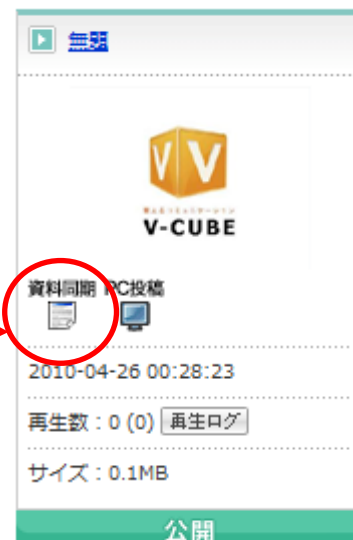 無題
V V
V-CUBE
資料同期 PC投稿
2010-04-26 00:28:23
再生数：0 (0) 再生ログ
サイズ：0.1MB
公開